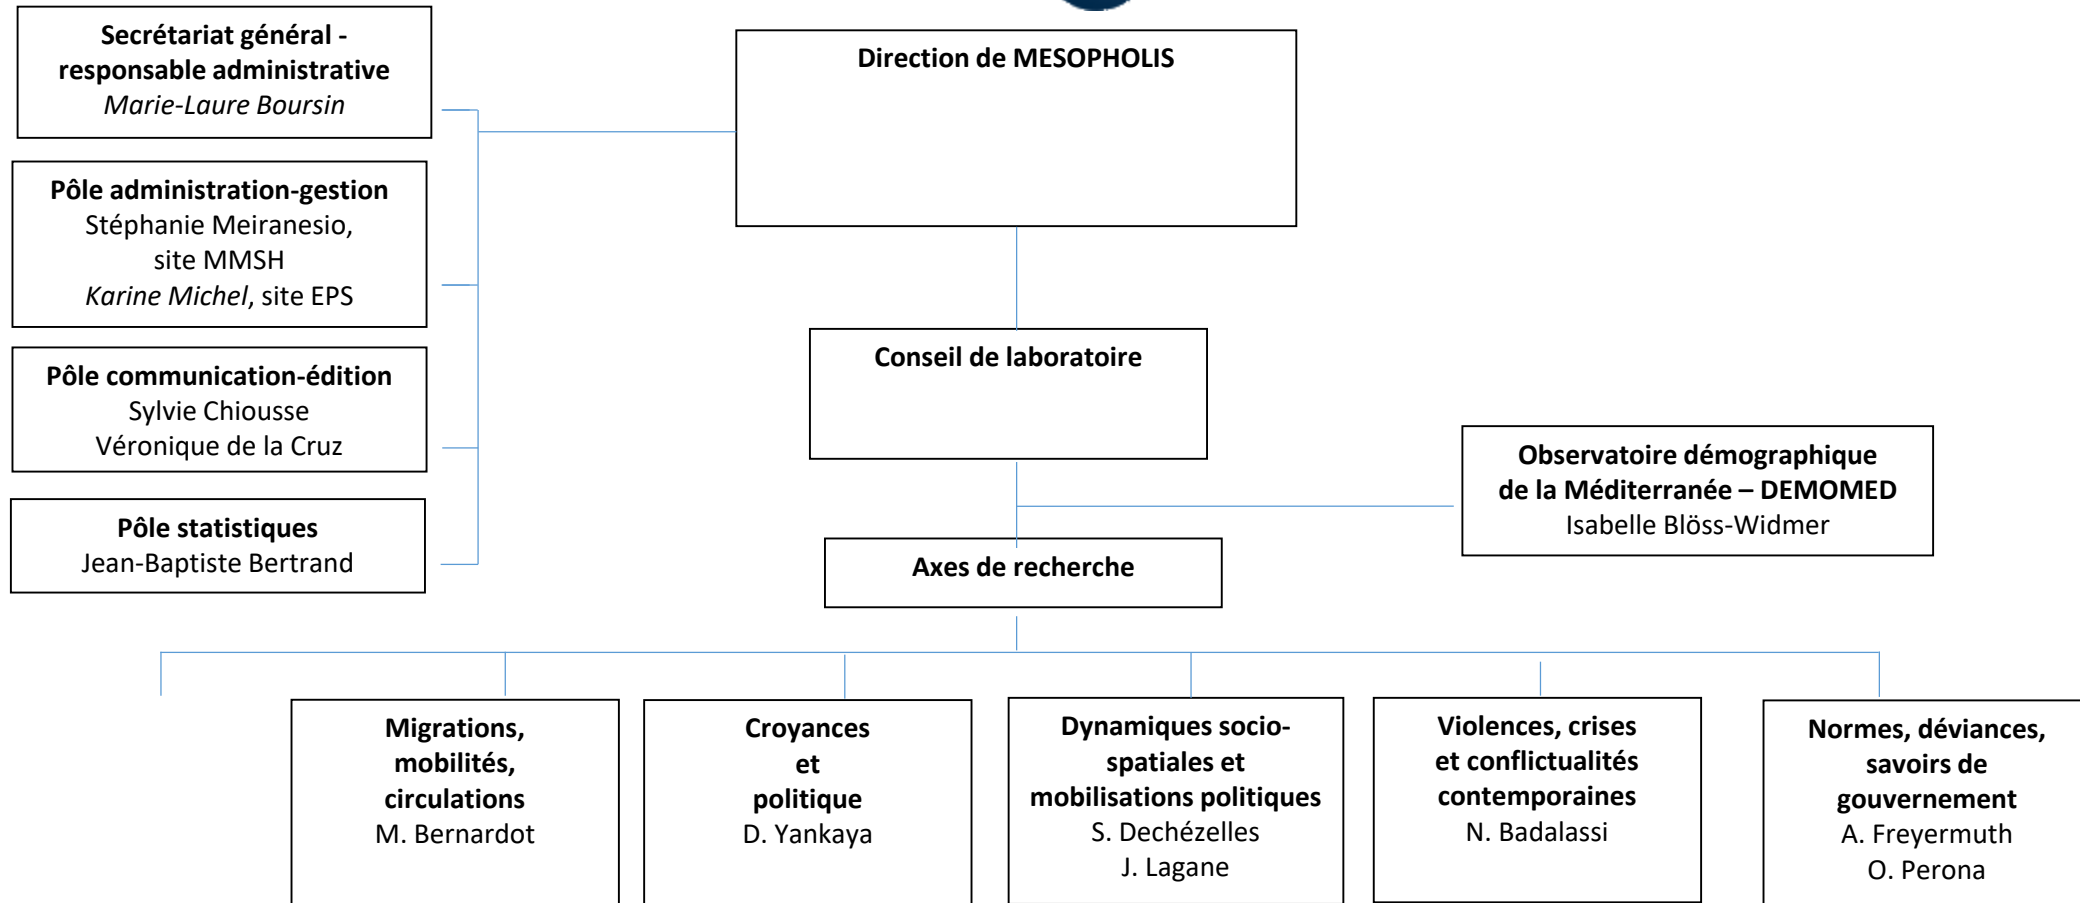 Secrétariat général -
responsable administrative
Marie-Laure Boursin
Direction de MESOPHOLIS
Pôle administration-gestion
Stéphanie Meiranesio,
site MMSH
Karine Michel, site EPS
Conseil de laboratoire
Pôle communication-édition
Sylvie Chiousse
Véronique de la Cruz
Observatoire démographique
de la Méditerranée – DEMOMED
Isabelle Blöss-Widmer
Pôle statistiques
Jean-Baptiste Bertrand
Axes de recherche
Migrations,
mobilités,
circulations
M. Bernardot
Croyances
et
politique
D. Yankaya
Dynamiques socio-
spatiales et
mobilisations politiques
S. Dechézelles
J. Lagane
Violences, crises
et conflictualités
contemporaines
N. Badalassi
Normes, déviances,
savoirs de
gouvernement
A. Freyermuth
O. Perona